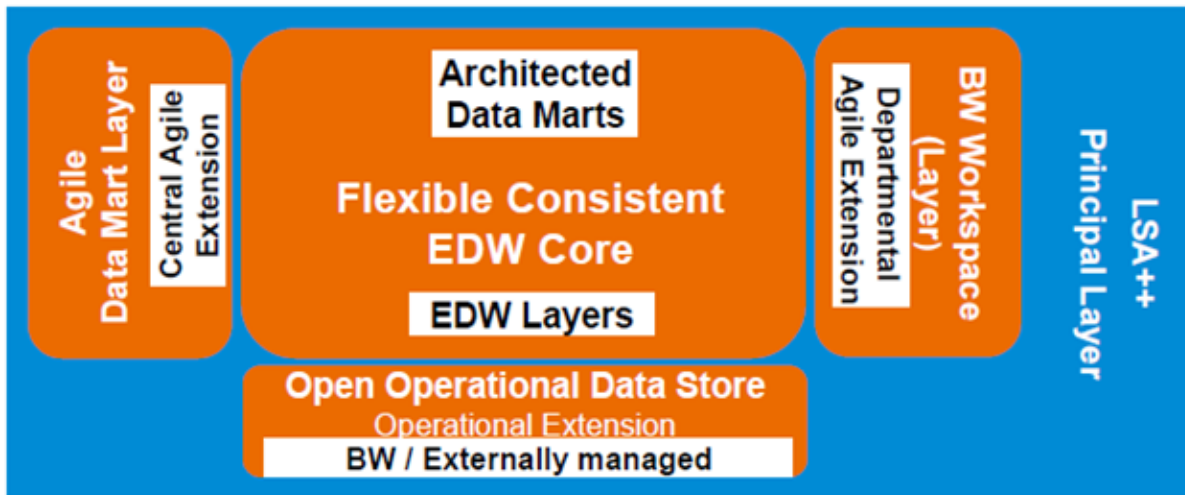 Agile
Data Mart Layer
Central Agile
Extension
Architected
Data Marts
Flexible Consistent
EDW Core
EDW Layers
BW Workspace
(Layer)
Departmental
Agile Extension
LSA++
Principal Layer
Open Operational Data Store
Operational Extension
BW / Externally managed